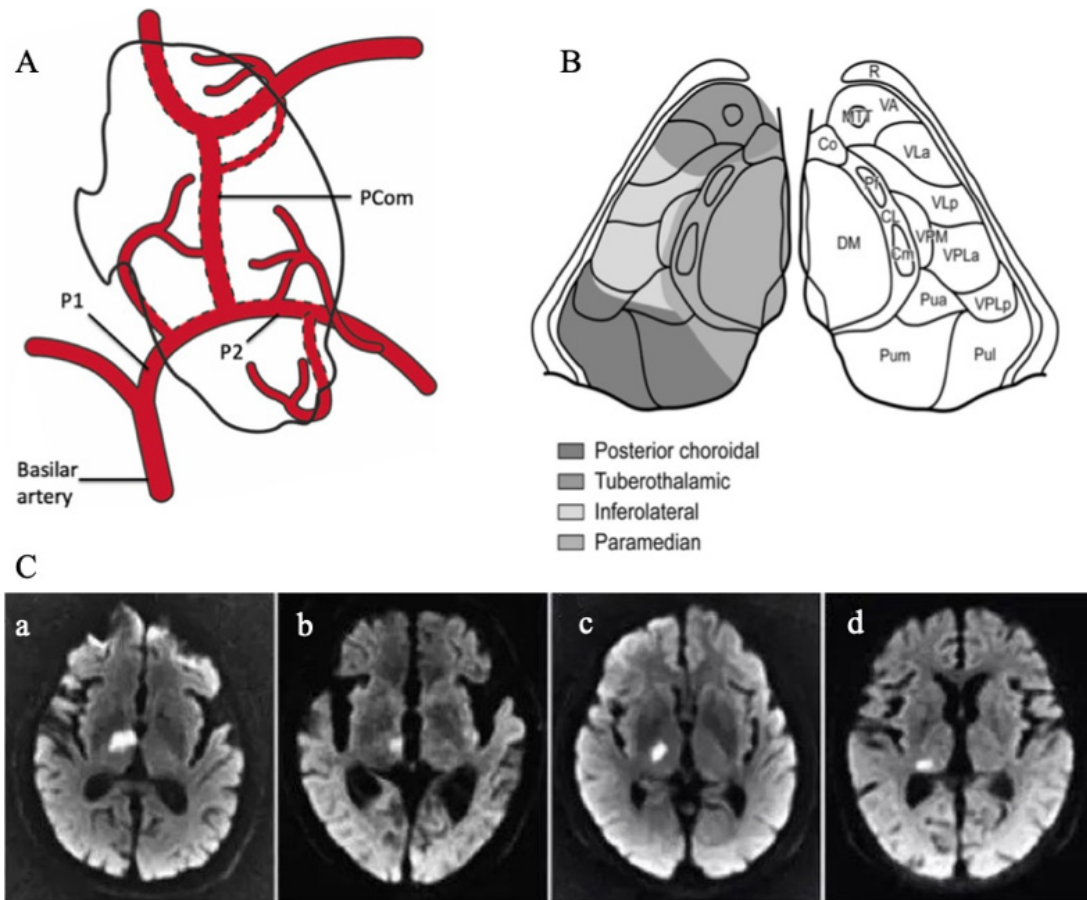 A
PCom
P1
P2
Basilar
artery
B
R
MTT
VA
Co
VLa
Pf
VLp
CL
DM
VPM
Cm
VPLa
Pua
VPLp
Pum
Pul
Posterior choroidal
Tuberothalamic
Inferolateral
Paramedian
C
a
b
c
d